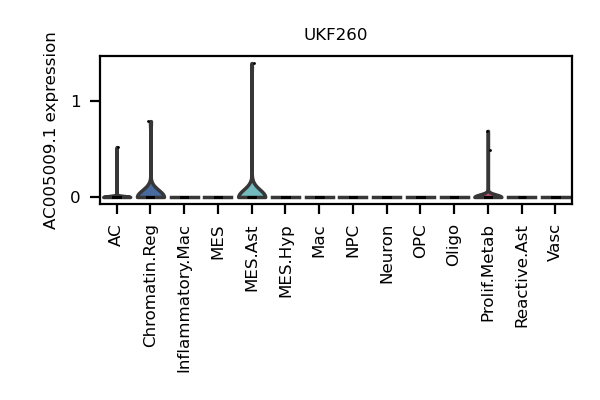 UKF260
AC005009.1 expression
1
0
AC
Chromatin.Reg
Inflammatory.Mac
MES
MES.Ast
MES.Hyp
Mac
NPC
Neuron
OPC
Oligo
Prolif.Metab
Reactive.Ast
Vasc